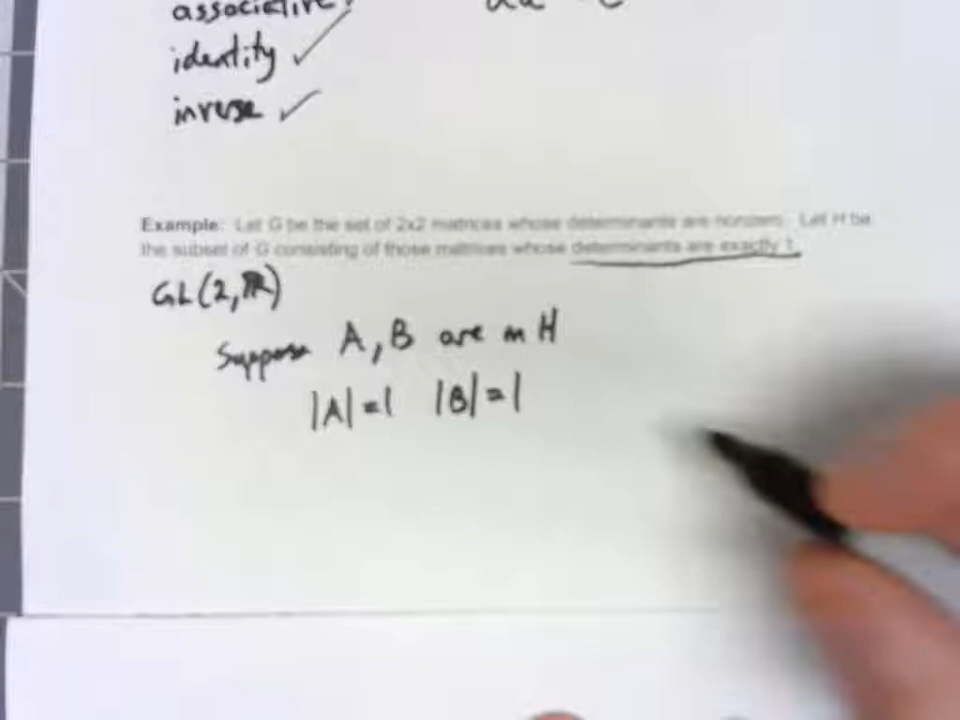 associative
identity ✓
inverse ✓
Example: Let G be the set of 2x2 matrices whose determinants are nonzero. Let H be
the subset of G consisting of those matrices whose determinants are exactly 1.
GL(2,ℝ)
Suppose A, B are in H
|A| = 1 |B| = 1